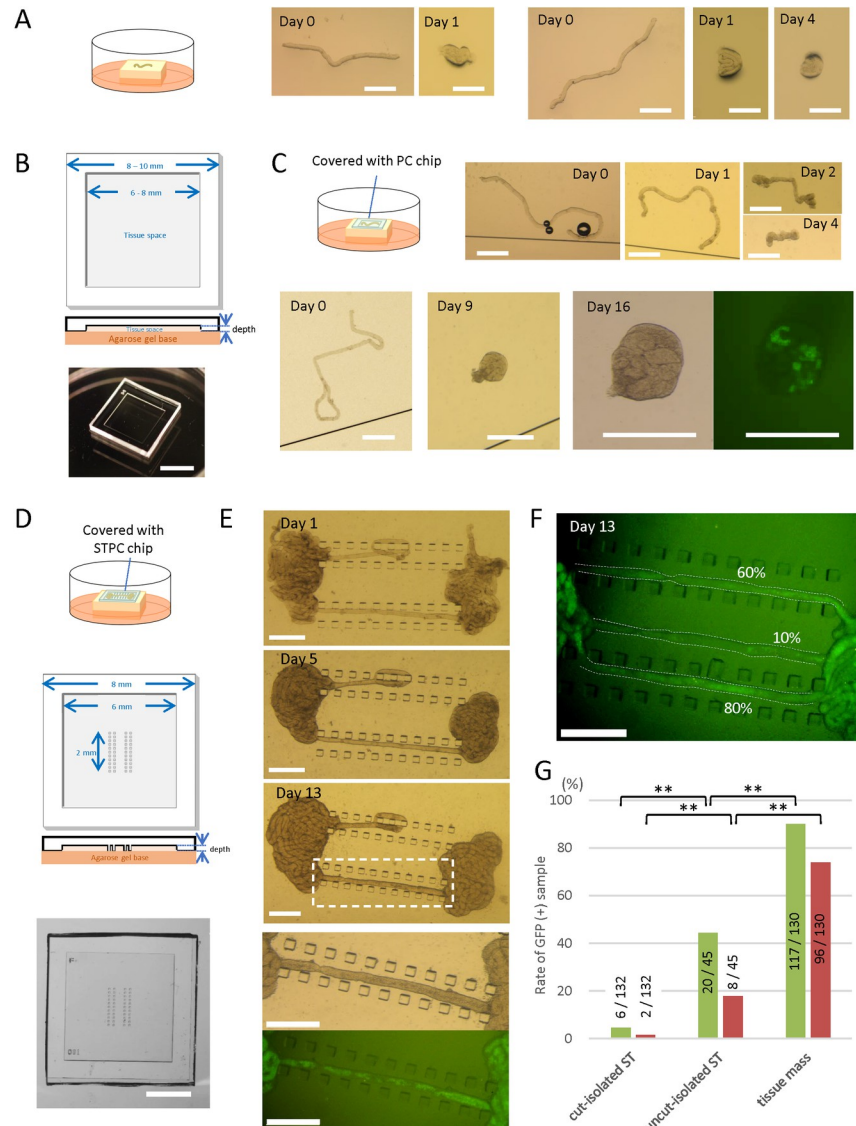 A
Day 0
Day 1
Day 0
Day 1
Day 4
B
8 – 10 mm
6 - 8 mm
Tissue space
Tissue space
depth
Agarose gel base
C
Covered with PC chip
Day 0
Day 1
Day 2
Day 4
Day 0
Day 9
Day 16
D
Covered with
STPC chip
8 mm
6 mm
2 mm
depth
Agarose gel base
E
Day 1
Day 5
Day 13
F
Day 13
60%
10%
80%
G
(%)
** **
** **
100
80
60
40
20
0
Rate of GFP (+) sample
6 / 132
2 / 132
20 / 45
8 / 45
117 / 130
96 / 130
cut-isolated ST
uncut-isolated ST
tissue mass